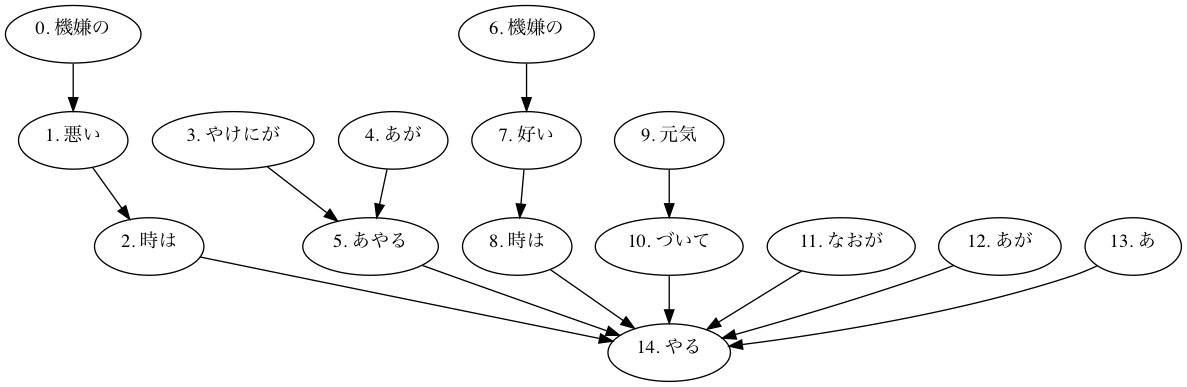 0. 機嫌の
6. 機嫌の
1. 悪い
3. やけにが
4. あが
7. 好い
9. 元気
2. 時は
5. あやる
8. 時は
10. づいて
11. なおが
12. あが
13. あ
14. やる